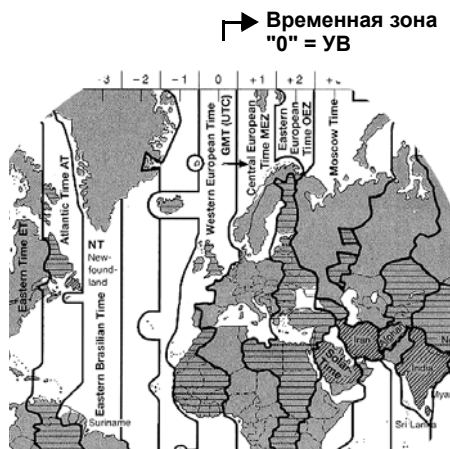 Временная зона
"0" = УВ
-3 -2 -1 0 +1 +2
Eastern Time ET
Atlantic Time AT
NT
New-
found-
land
Eastern Brasilian Time
Suriname
Western European Time
GMT (UTC)
Central European
Time MEZ
Eastern
European
Time OEZ
Moscow Time
Solar
Time
Iran
India
Sri Lanka
Mya